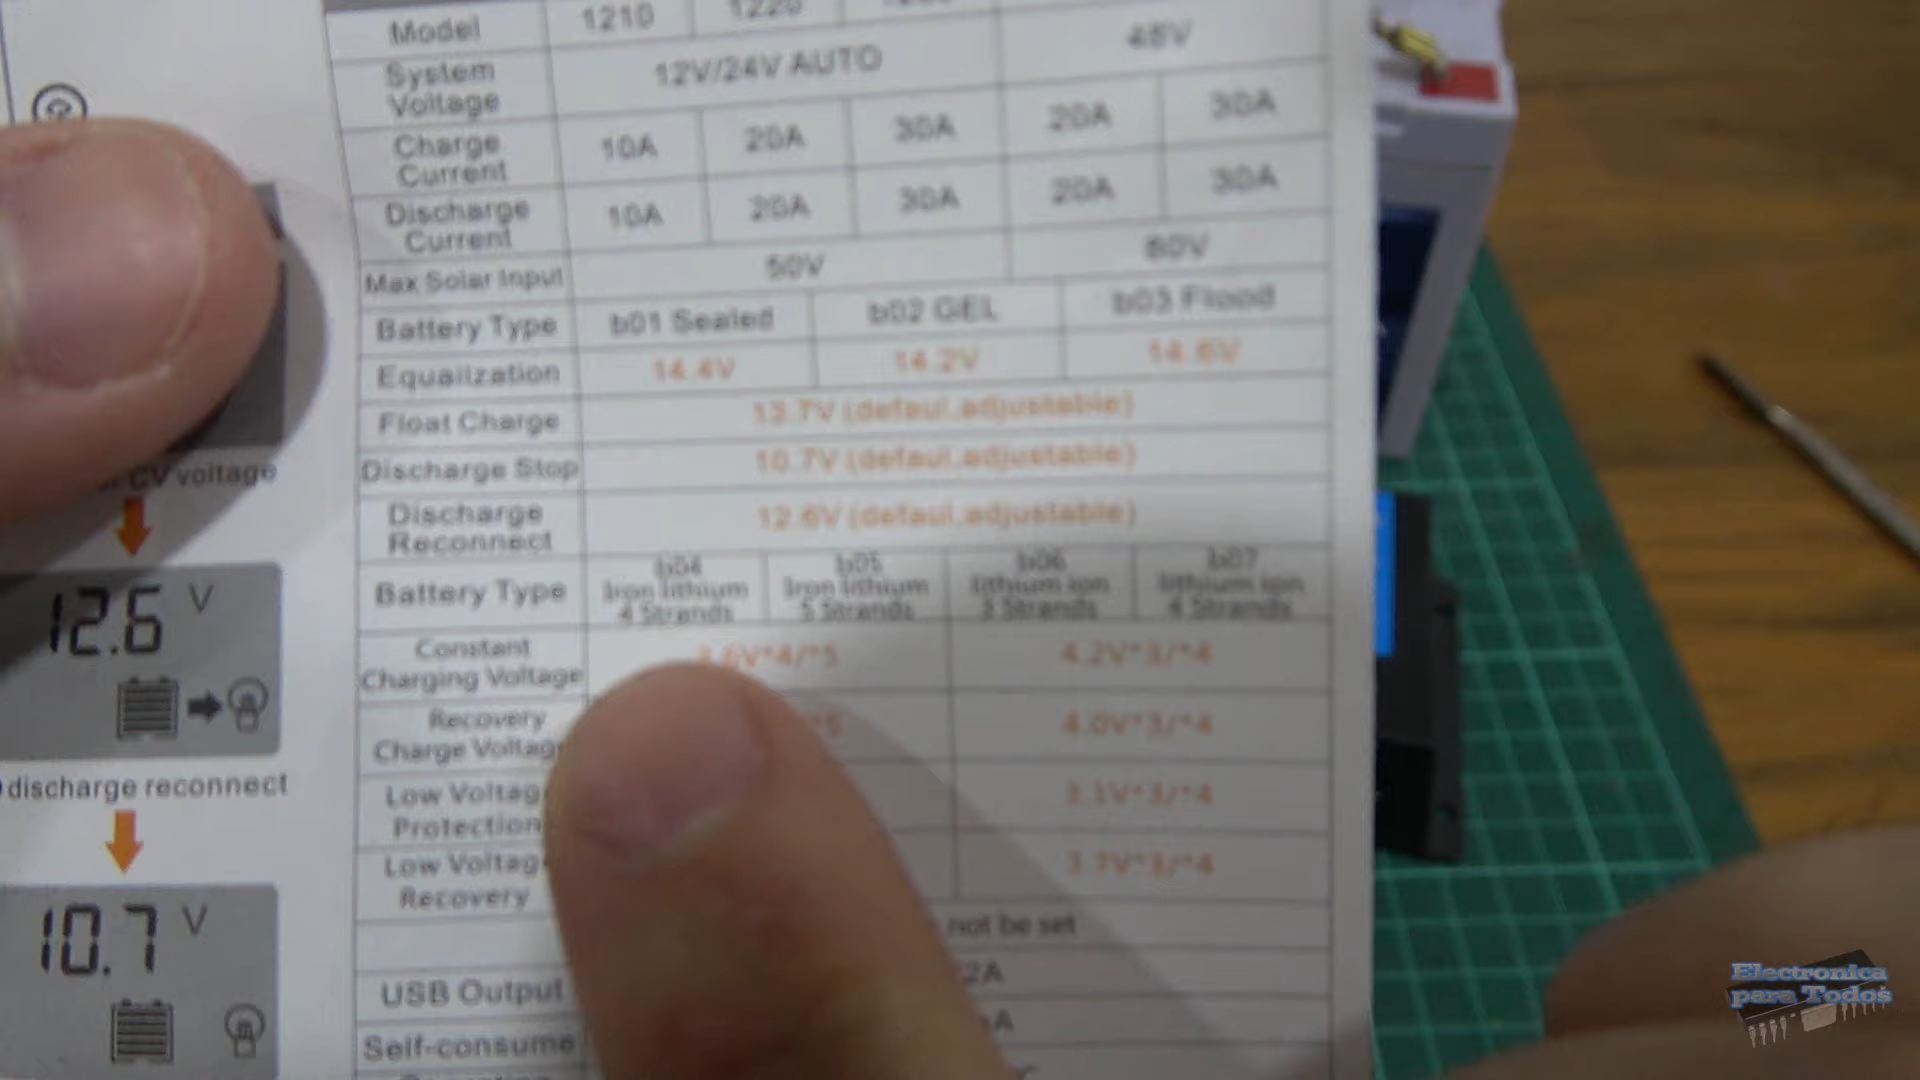 Model 1210 1220
System Voltage 12V/24V AUTO 48V
Charge Current 10A 20A 30A 20A 30A
Discharge Current 10A 20A 30A 20A 30A
Max Solar Input 50V 80V
Battery Type b01 Sealed b02 GEL b03 Flood
Equalization 14.4V 14.2V 14.6V
Float Charge 13.7V (defaul,adjustable)
Discharge Stop 10.7V (defaul,adjustable)
Discharge Reconnect 12.6V (defaul,adjustable)
Battery Type b04 Iron lithium 4 Strands b05 Iron lithium 5 Strands b06 lithium ion 3 Strands b07 lithium ion 4 Strands
Constant Charging Voltage 4.2V*3/*4
Recovery Charge 4.0V*3/*4
Low Protection 3.1V*3/*4
Low Recovery 3.7V*3/*4
not be set
USB Output
Self-consume
CV voltage
12.6 V
discharge reconnect
10.7 V
Electronica
para Todos